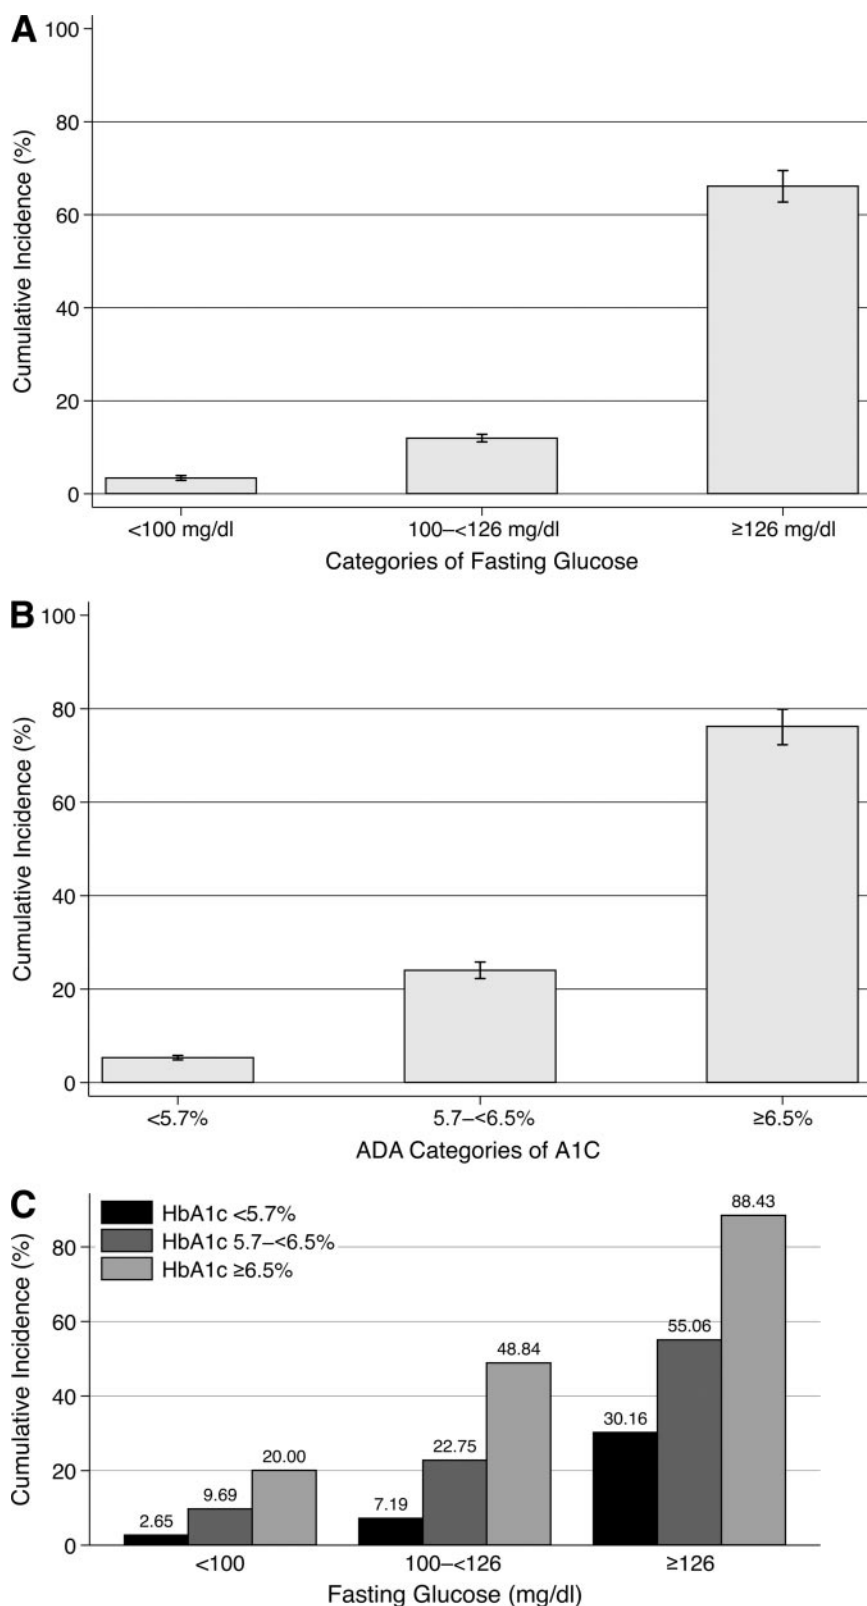 A
100
80
60
40
20
0
Cumulative Incidence (%)
<100 mg/dl 100–<126 mg/dl ≥126 mg/dl
Categories of Fasting Glucose
B
100
80
60
40
20
0
Cumulative Incidence (%)
<5.7% 5.7–<6.5% ≥6.5%
ADA Categories of A1C
C
HbA1c <5.7%
HbA1c 5.7–<6.5%
HbA1c ≥6.5%
80
60
40
20
0
Cumulative Incidence (%)
2.65 9.69 20.00
7.19 22.75 48.84
30.16 55.06 88.43
<100 100–<126 ≥126
Fasting Glucose (mg/dl)